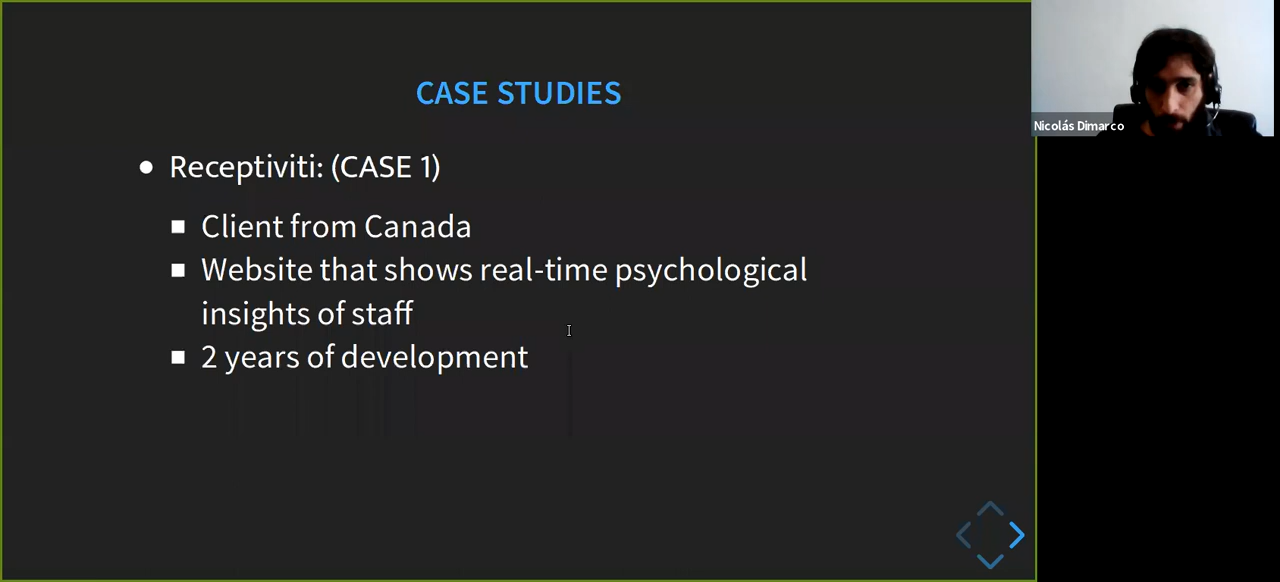 CASE STUDIES
Receptiviti: (CASE 1)
Client from Canada
Website that shows real-time psychological
insights of staff
2 years of development
Nicolás Dimarco